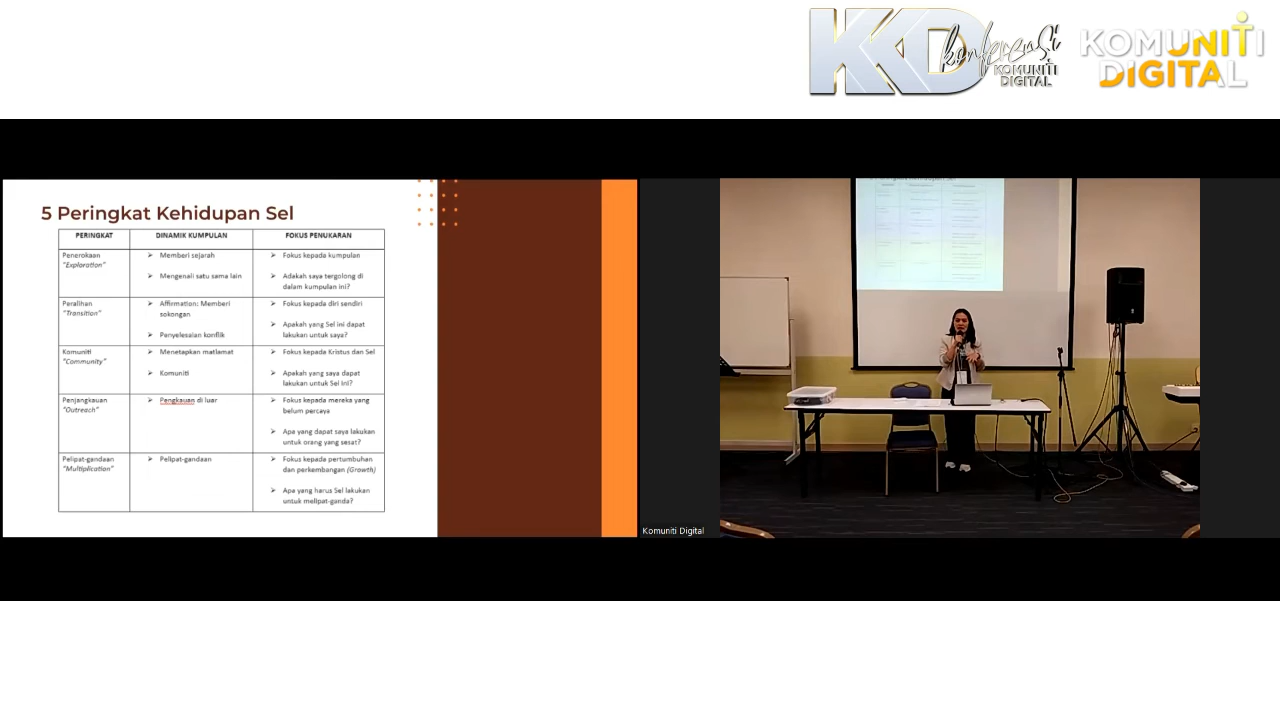 KD
konferensi
KOMUNITI
DIGITAL
KOMUNITI
DIGITAL
5 Peringkat Kehidupan Sel
PERINGKAT
DINAMIK KUMPULAN
FOKUS PENUKARAN
Penerokaan
"Exploration"
➢ Memberi sejarah
➢ Mengenali satu sama lain
➢ Fokus kepada kumpulan
➢ Adakah saya tergolong di
dalam kumpulan ini?
Peralihan
"Transition"
➢ Affirmation: Memberi
sokongan
➢ Penyelesaian konflik
➢ Fokus kepada diri sendiri
➢ Apakah yang Sel ini dapat
lakukan untuk saya?
Komuniti
"Community"
➢ Menetapkan matlamat
➢ Komuniti
➢ Fokus kepada Kristus dan Sel
➢ Apakah yang saya dapat
lakukan untuk Sel ini?
Penjangkauan
"Outreach"
➢ Pengkauan di luar
➢ Fokus kepada mereka yang
belum percaya
➢ Apa yang dapat saya lakukan
untuk orang yang sesat?
Pelipat-gandaan
"Multiplication"
➢ Pelipat-gandaan
➢ Fokus kepada pertumbuhan
dan perkembangan (Growth)
➢ Apa yang harus Sel lakukan
untuk melipat-ganda?
Komuniti Digital